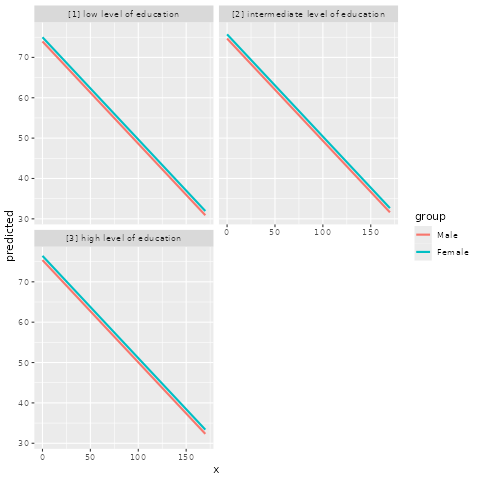 [1] low level of education
[2] intermediate level of education
70
60
50
40
30
0 50 100 150
[3] high level of education
70
60
50
40
30
0 50 100 150
predicted
x
group
Male
Female